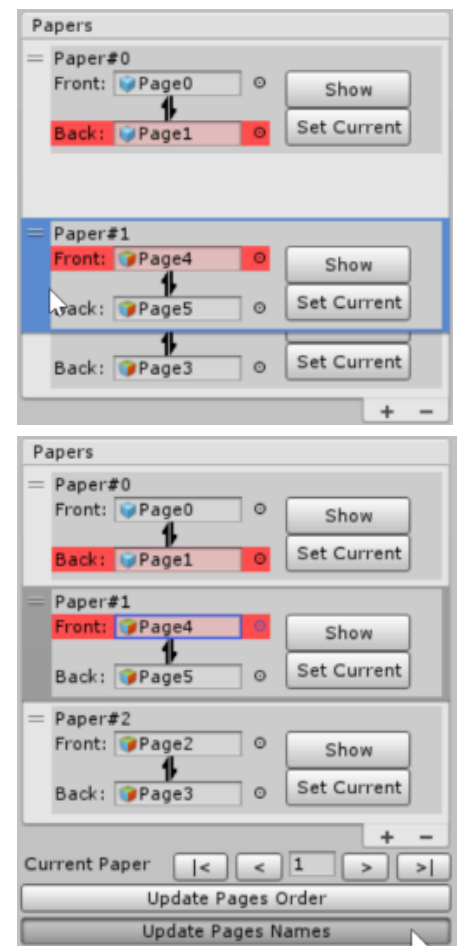 Papers
Paper#0
Front: Page0
Show
Back: Page1
Set Current
Paper#1
Front: Page4
Show
ack: Page5
Set Current
Back: Page3
Set Current
+ −
Papers
Paper#0
Front: Page0
Show
Back: Page1
Set Current
Paper#1
Front: Page4
Show
Back: Page5
Set Current
Paper#2
Front: Page2
Show
Back: Page3
Set Current
+ −
Current Paper |< < 1 > >|
Update Pages Order
Update Pages Names